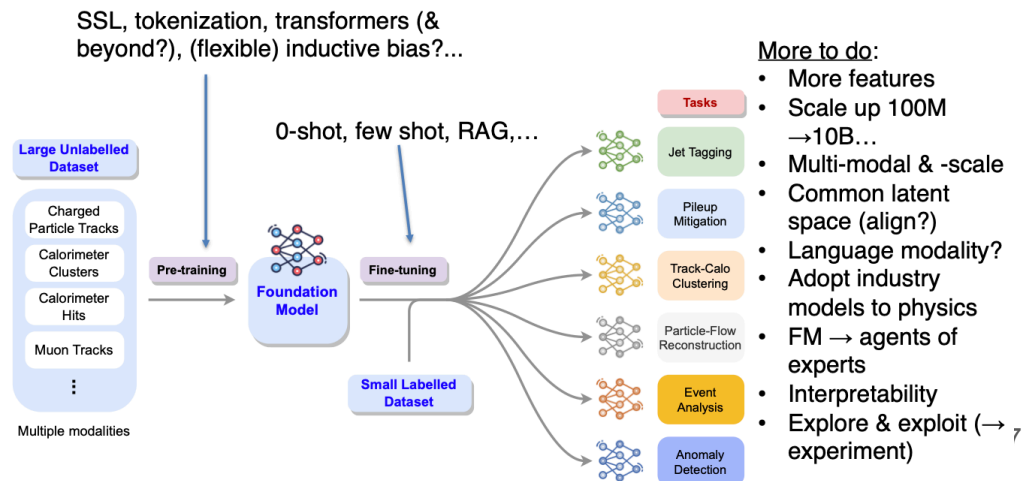 SSL, tokenization, transformers (&
beyond?), (flexible) inductive bias?...
0-shot, few shot, RAG,...
Large Unlabelled
Dataset
Charged
Particle Tracks
Calorimeter
Clusters
Calorimeter
Hits
Muon Tracks
⋮
Multiple modalities
Pre-training
Foundation
Model
Fine-tuning
Small Labelled
Dataset
Tasks
Jet Tagging
Pileup
Mitigation
Track-Calo
Clustering
Particle-Flow
Reconstruction
Event
Analysis
Anomaly
Detection
More to do:
• More features
• Scale up 100M
→10B…
• Multi-modal & -scale
• Common latent
space (align?)
• Language modality?
• Adopt industry
models to physics
• FM → agents of
experts
• Interpretability
• Explore & exploit (→
experiment)
7